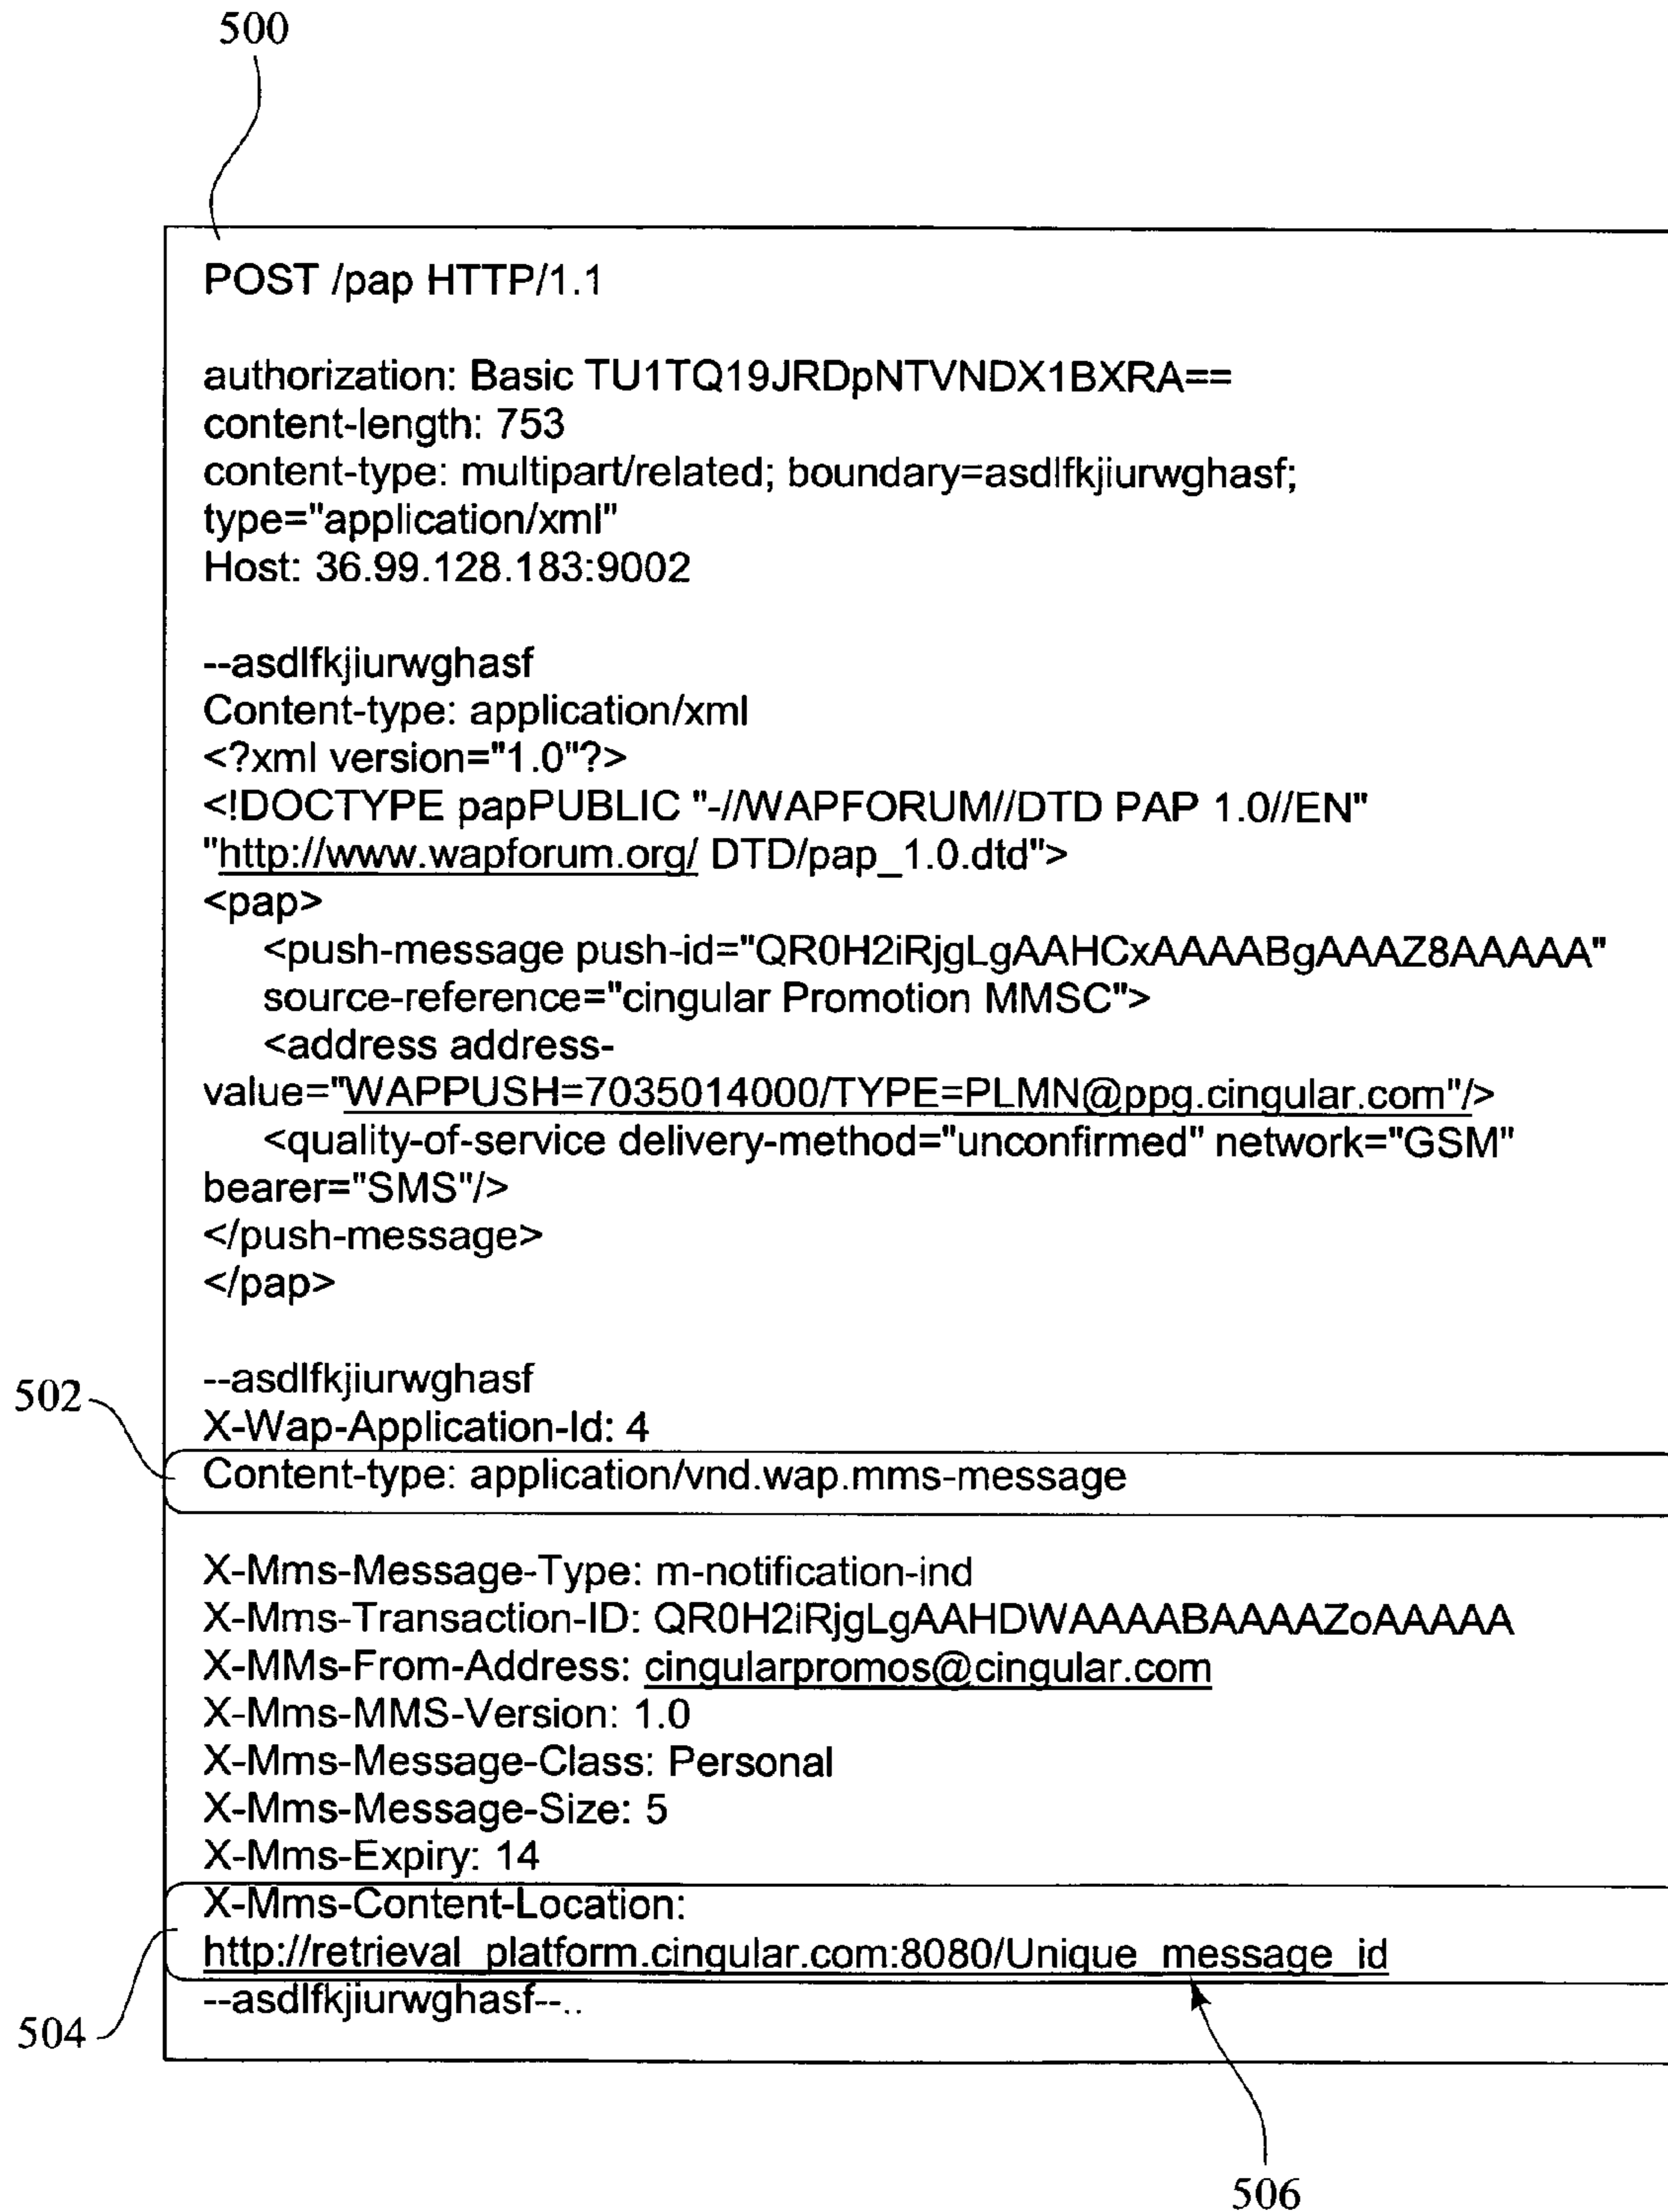 500
POST /pap HTTP/1.1
authorization: Basic TU1TQ19JRDpNTVNDX1BXRA==
content-length: 753
content-type: multipart/related; boundary=asdlfkjiurwghasf;
type="application/xml"
Host: 36.99.128.183:9002
--asdlfkjiurwghasf
Content-type: application/xml
<?xml version="1.0"?>
<!DOCTYPE papPUBLIC "-//WAPFORUM//DTD PAP 1.0//EN"
"http://www.wapforum.org/ DTD/pap_1.0.dtd">
<pap>
<push-message push-id="QR0H2iRjgLgAAHCxAAAABgAAAZ8AAAAA"
source-reference="cingular Promotion MMSC">
<address address-
value="WAPPUSH=7035014000/TYPE=PLMN@ppg.cingular.com"/>
<quality-of-service delivery-method="unconfirmed" network="GSM"
bearer="SMS"/>
</push-message>
</pap>
--asdlfkjiurwghasf
502
X-Wap-Application-Id: 4
Content-type: application/vnd.wap.mms-message
X-Mms-Message-Type: m-notification-ind
X-Mms-Transaction-ID: QR0H2iRjgLgAAHDWAAAABAAAAZoAAAAA
X-MMs-From-Address: cingularpromos@cingular.com
X-Mms-MMS-Version: 1.0
X-Mms-Message-Class: Personal
X-Mms-Message-Size: 5
X-Mms-Expiry: 14
X-Mms-Content-Location:
http://retrieval_platform.cingular.com:8080/Unique_message_id
--asdlfkjiurwghasf--..
504
506